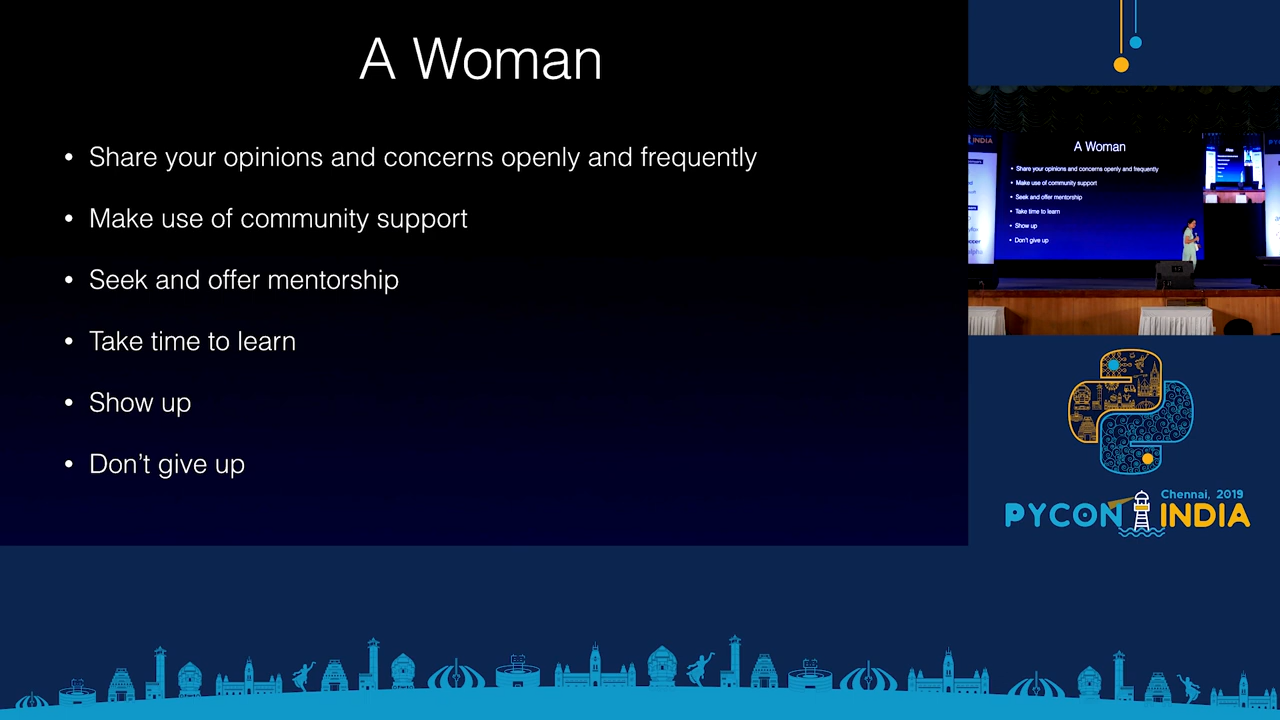 A Woman
• Share your opinions and concerns openly and frequently
• Make use of community support
• Seek and offer mentorship
• Take time to learn
• Show up
• Don't give up
INDIA
A Woman
• Share your opinions and concerns openly and frequently
• Make use of community support
• Seek and offer mentorship
• Take time to learn
• Show up
• Don't give up
Chennai, 2019
PYCON INDIA